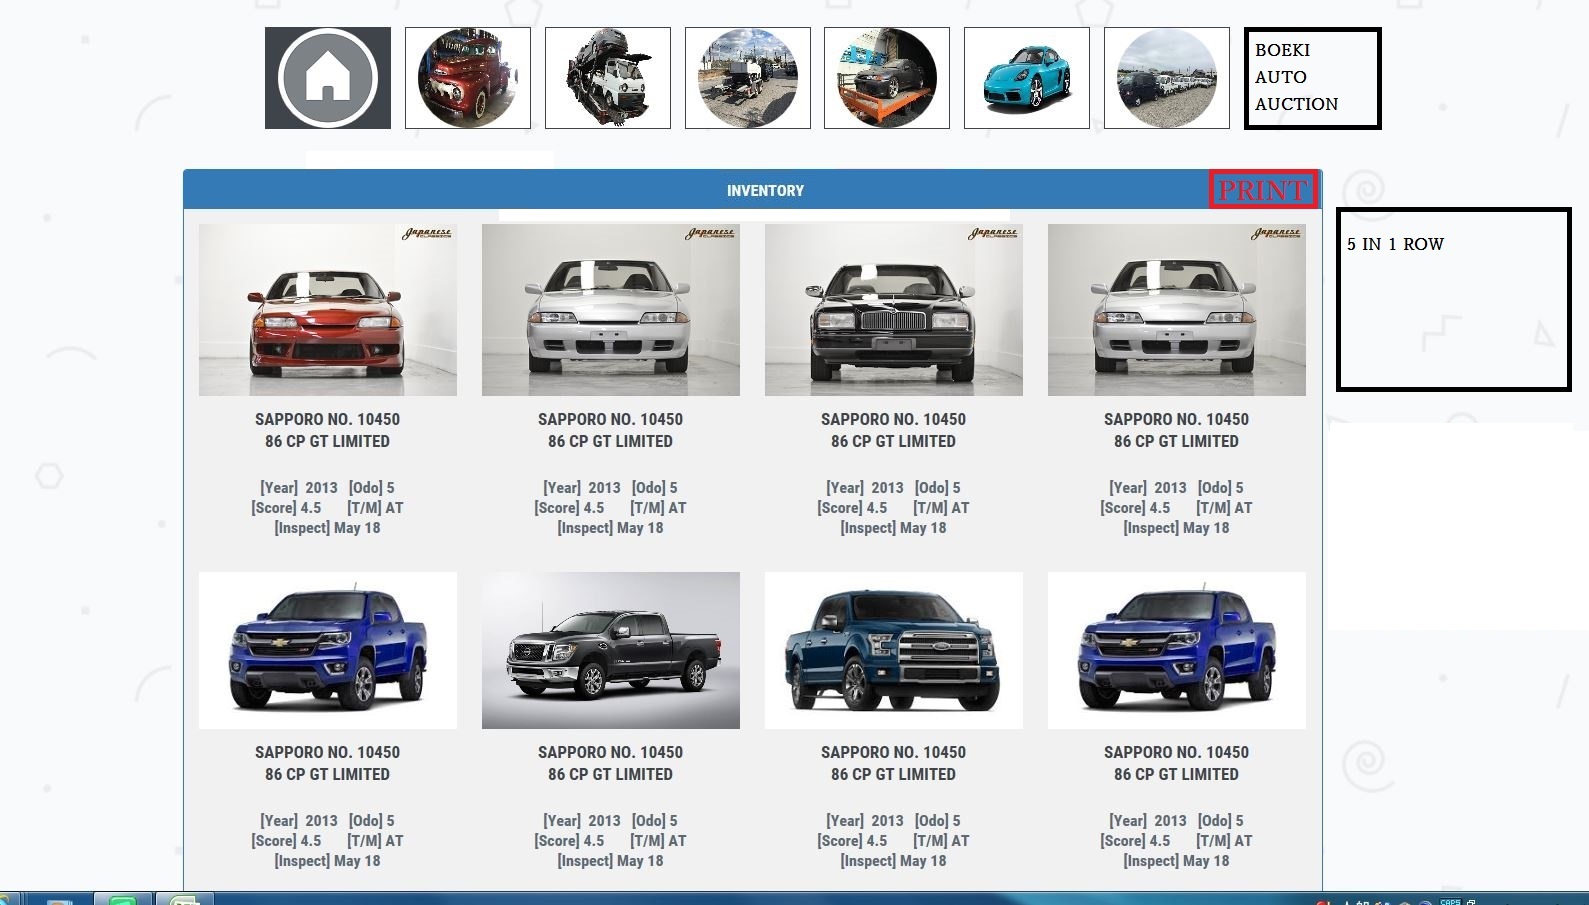 BOEKI
AUTO
AUCTION
INVENTORY
PRINT
5 IN 1 ROW
Japanese CLASSICS
Japanese CLASSICS
Japanese CLASSICS
Japanese CLASSICS
SAPPORO NO. 10450
86 CP GT LIMITED
[Year] 2013 [Odo] 5
[Score] 4.5 [T/M] AT
[Inspect] May 18
SAPPORO NO. 10450
86 CP GT LIMITED
[Year] 2013 [Odo] 5
[Score] 4.5 [T/M] AT
[Inspect] May 18
SAPPORO NO. 10450
86 CP GT LIMITED
[Year] 2013 [Odo] 5
[Score] 4.5 [T/M] AT
[Inspect] May 18
SAPPORO NO. 10450
86 CP GT LIMITED
[Year] 2013 [Odo] 5
[Score] 4.5 [T/M] AT
[Inspect] May 18
SAPPORO NO. 10450
86 CP GT LIMITED
[Year] 2013 [Odo] 5
[Score] 4.5 [T/M] AT
[Inspect] May 18
SAPPORO NO. 10450
86 CP GT LIMITED
[Year] 2013 [Odo] 5
[Score] 4.5 [T/M] AT
[Inspect] May 18
SAPPORO NO. 10450
86 CP GT LIMITED
[Year] 2013 [Odo] 5
[Score] 4.5 [T/M] AT
[Inspect] May 18
SAPPORO NO. 10450
86 CP GT LIMITED
[Year] 2013 [Odo] 5
[Score] 4.5 [T/M] AT
[Inspect] May 18
CAPS